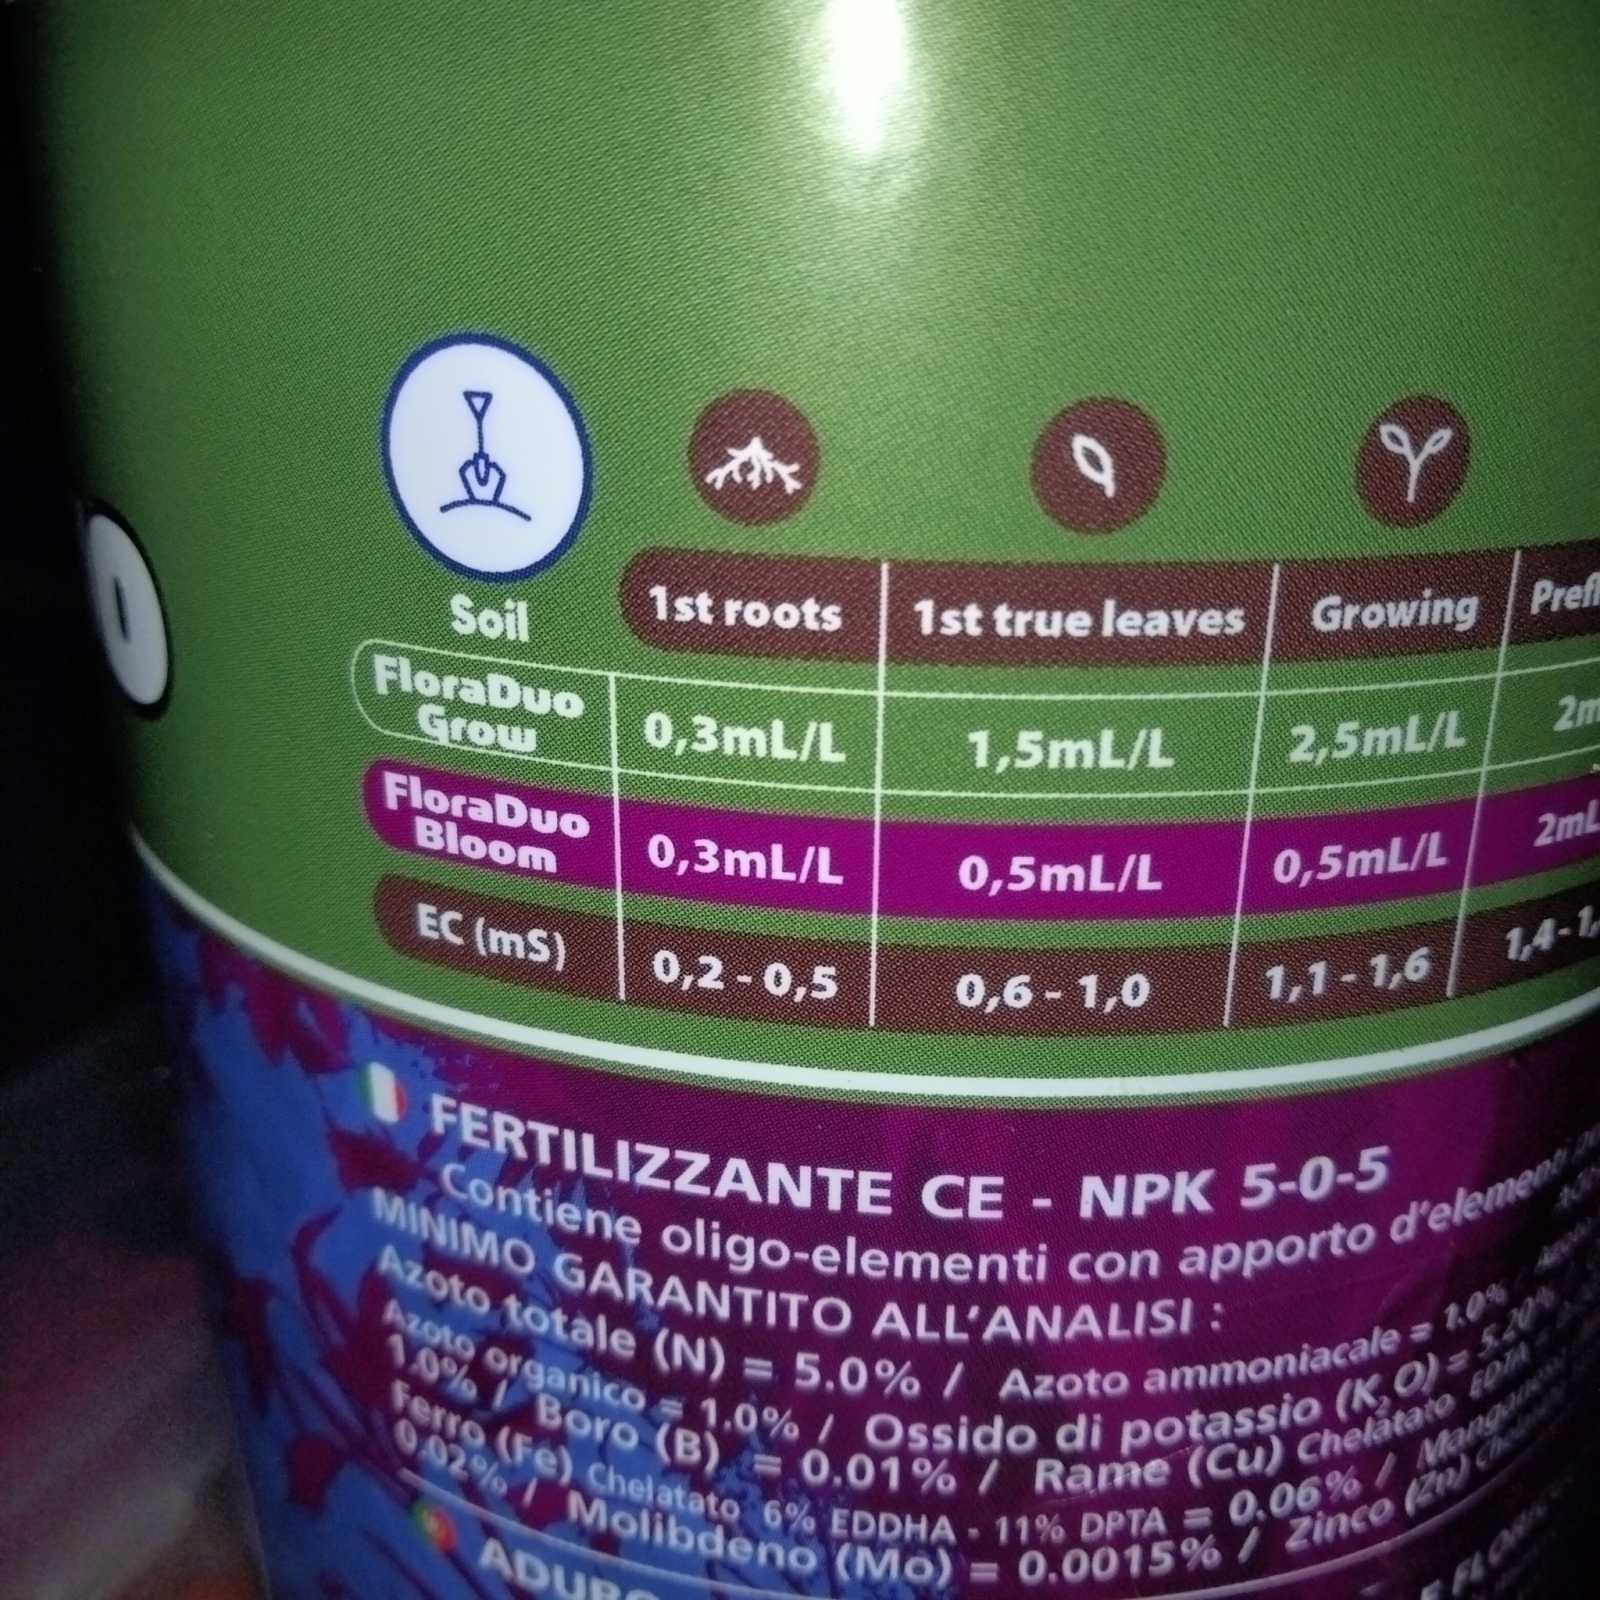 Soil
1st roots 1st true leaves Growing
FloraDuo Grow 0,3mL/L 1,5mL/L 2,5mL/L
FloraDuo Bloom 0,3mL/L 0,5mL/L 0,5mL/L
EC (mS) 0,2 - 0,5 0,6 - 1,0 1,1 - 1,6
FERTILIZZANTE CE - NPK 5-0-5
Contiene oligo-elementi con apporto d'elementi
MINIMO GARANTITO ALL'ANALISI :
Azoto totale (N) = 5.0% / Azoto ammoniacale = 1.0% /
Azoto organico = 1.0% / Ossido di potassio (K₂O) = 5.20%
1.0% / Boro (B) = 0.01% / Rame (Cu) Chelatato EDTA
Ferro (Fe) Chelatato 6% EDDHA - 11% DPTA = 0.06% /
0.02% / Molibdeno (Mo) = 0.0015% / Zinco (Zn)